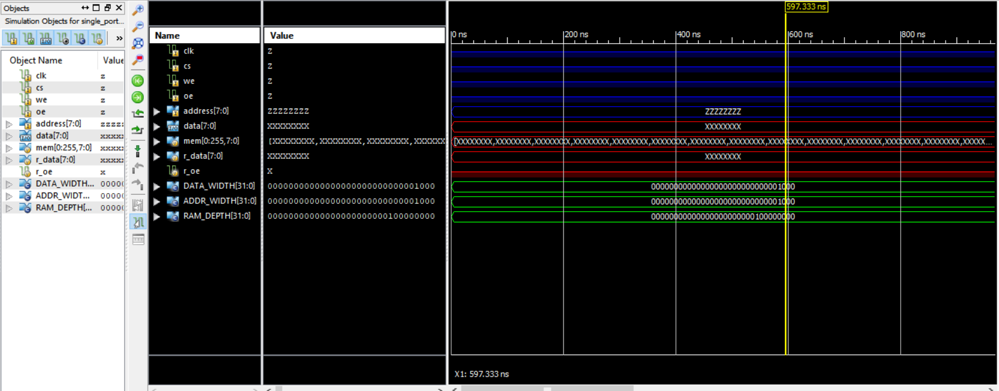 Objects
Simulation Objects for single_port...
»
Object Name Value
clk z
cs z
we z
oe z
address[7:0] zzzz
data[7:0] xxxx
mem[0:255,7:0] xxxx
r_data[7:0] xxxx
r_oe x
DATA_WIDTH... 0000
ADDR_WIDT... 0000
RAM_DEPTH[... 0000
Name Value
clk z
cs z
we z
oe z
address[7:0] zzzzzzzz
data[7:0] xxxxxxxx
mem[0:255,7:0] [xxxxxxxx,xxxxxxxx,xxxxxxxx,xxxxxx
r_data[7:0] xxxxxxxx
r_oe x
DATA_WIDTH[31:0] 00000000000000000000000000001000
ADDR_WIDTH[31:0] 00000000000000000000000000001000
RAM_DEPTH[31:0] 00000000000000000000000100000000
597.333 ns
0 ns 200 ns 400 ns 600 ns 800 ns
ZZZZZZZZ
XXXXXXXX
[XXXXXXXX,XXXXXXXX,XXXXXXXX,XXXXXXXX,XXXXXXXX,XXXXXXXX,XXXXXXXX,XXXXXXXX,XXXXXXXX,XXXXXXXX,XXXXXXXX,XXXXXXXX,XXXXXXXX,XXXXX...
XXXXXXXX
00000000000000000000000000001000
00000000000000000000000000001000
00000000000000000000000100000000
X1: 597.333 ns